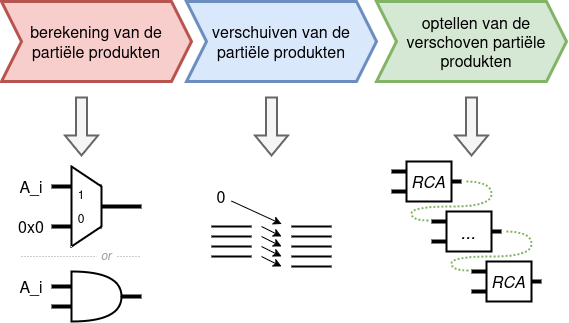 berekening van de
partiële produkten
verschuiven van de
partiële produkten
optellen van de
verschoven partiële
produkten
A_i
1
0x0
0
or
A_i
0
RCA
...
RCA